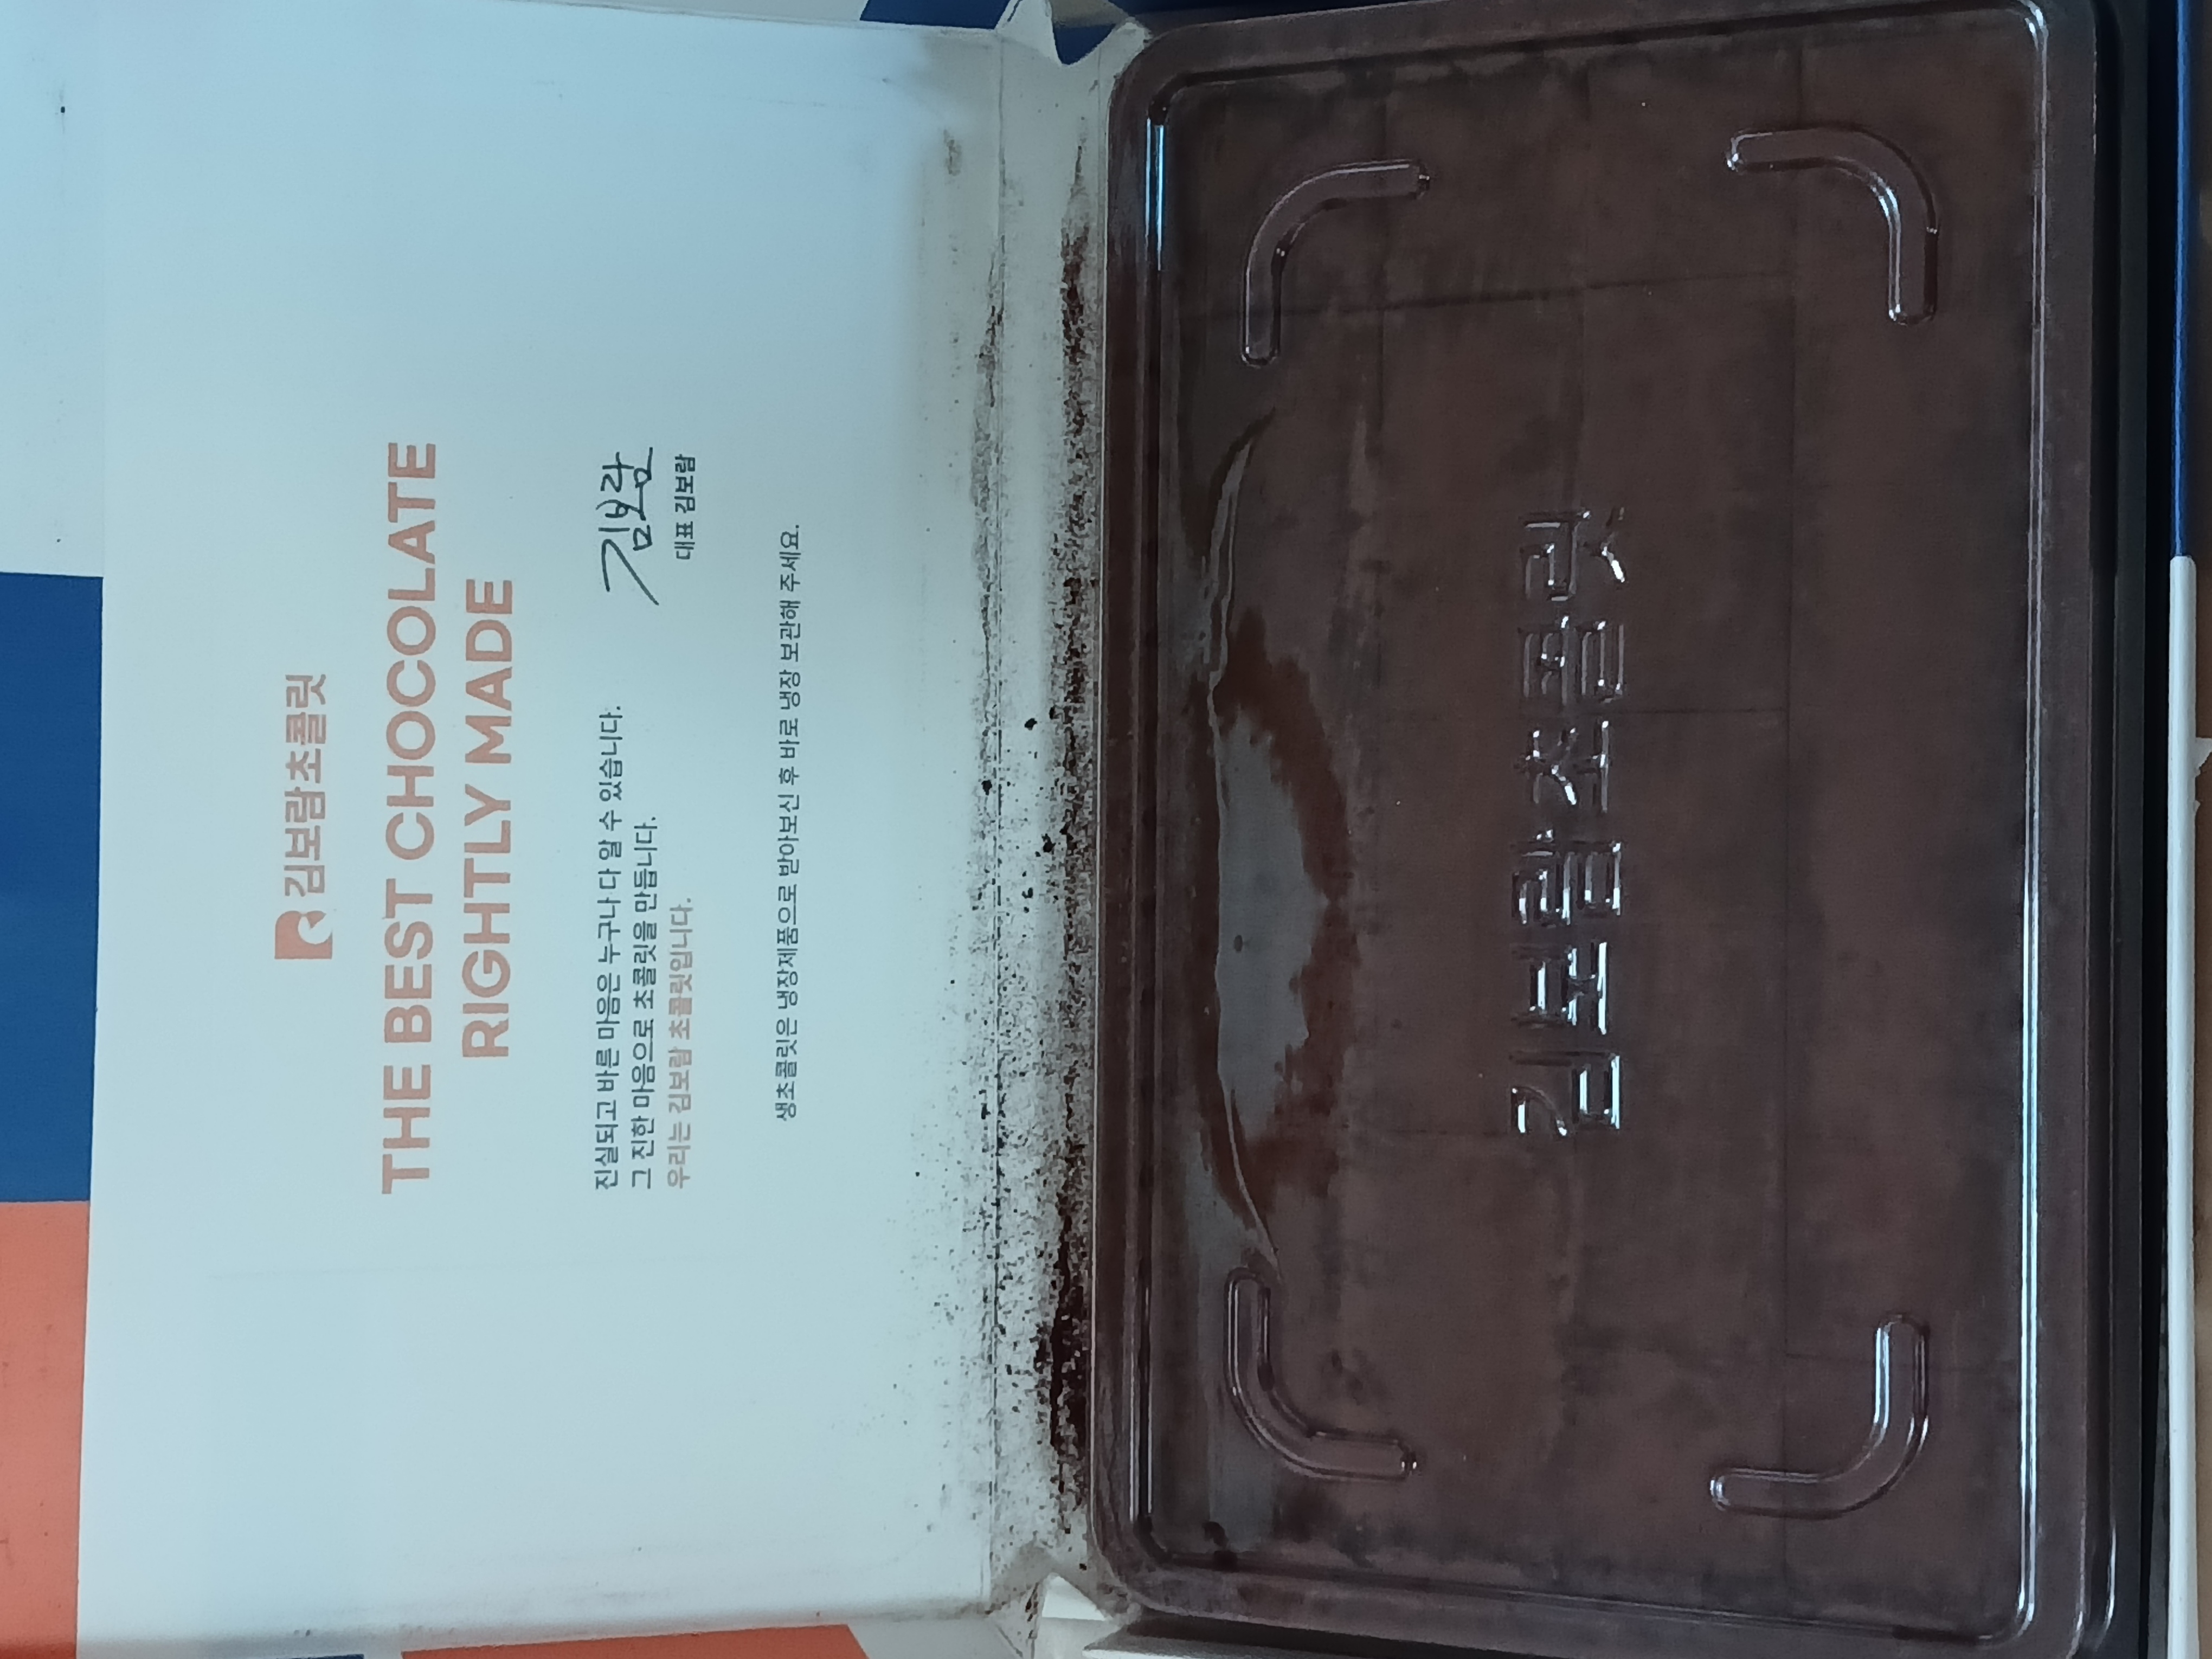 김보람초콜릿
THE BEST CHOCOLATE
RIGHTLY MADE
진실되고 바른 마음은 누구나 다 알 수 있습니다.
그 진한 마음으로 초콜릿을 만듭니다.
우리는 김보람 초콜릿입니다.
김보람
대표 김보람
생초콜릿은 냉장제품으로 받아보신 후 바로 냉장 보관해 주세요.
김보람초콜릿